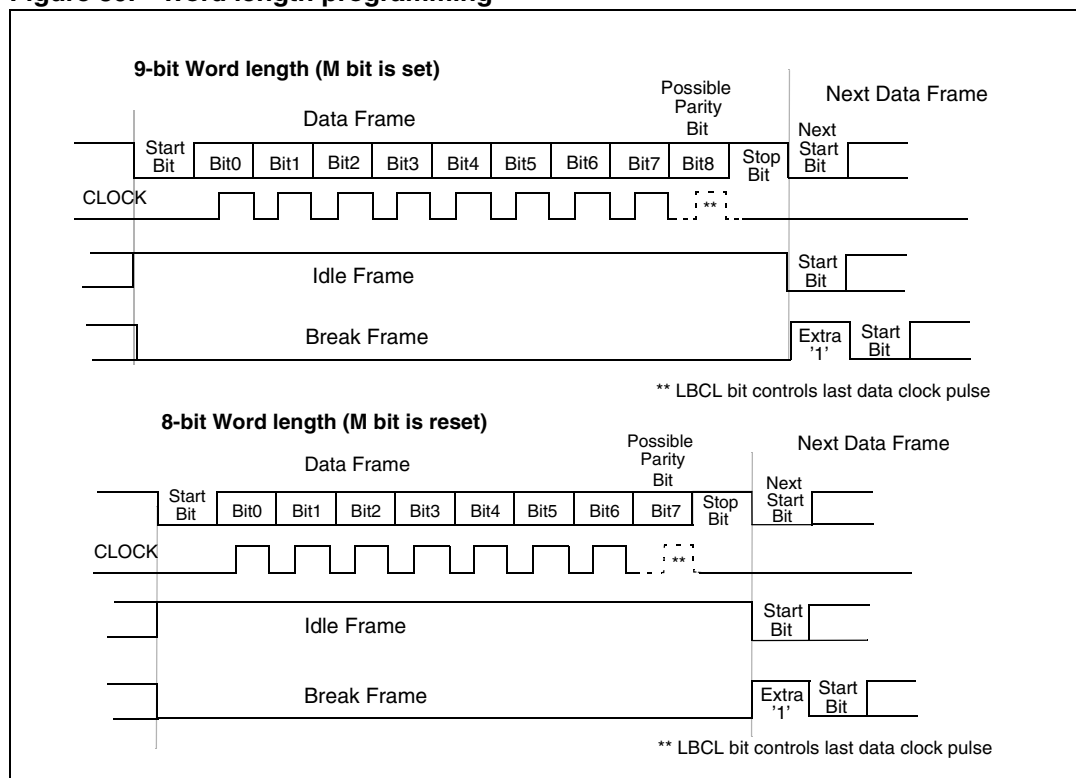 9-bit Word length (M bit is set)
Possible
Parity
Bit
Next Data Frame
Data Frame
Start
Bit
Bit0 Bit1 Bit2 Bit3 Bit4 Bit5 Bit6 Bit7 Bit8
Stop
Bit
Next
Start
Bit
CLOCK
**
Idle Frame
Start
Bit
Break Frame
Extra
'1'
Start
Bit
** LBCL bit controls last data clock pulse
8-bit Word length (M bit is reset)
Possible
Parity
Bit
Next Data Frame
Data Frame
Start
Bit
Bit0 Bit1 Bit2 Bit3 Bit4 Bit5 Bit6 Bit7
Stop
Bit
Next
Start
Bit
CLOCK
**
Idle Frame
Start
Bit
Break Frame
Extra
'1'
Start
Bit
** LBCL bit controls last data clock pulse